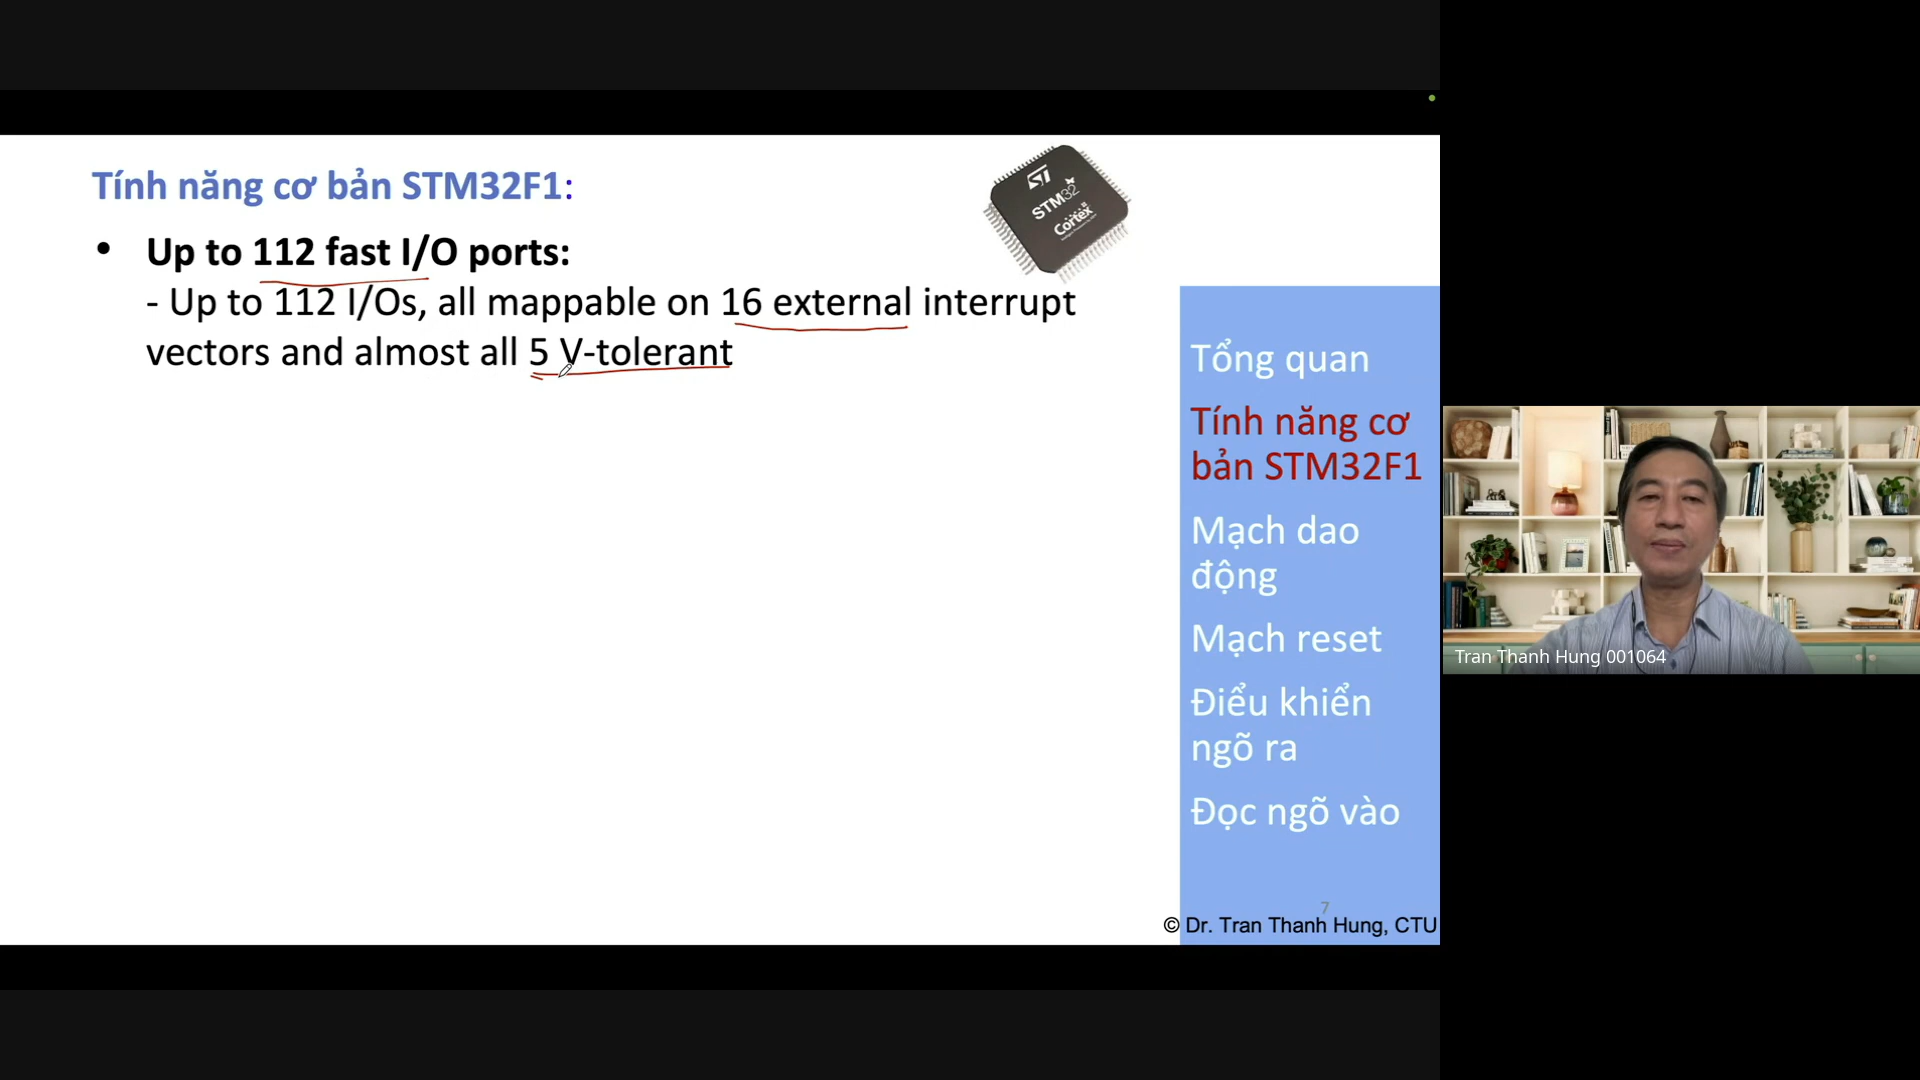 Tính năng cơ bản STM32F1:
• Up to 112 fast I/O ports:
- Up to 112 I/Os, all mappable on 16 external interrupt
vectors and almost all 5 V-tolerant
ST
STM32
Cortex
Tổng quan
Tính năng cơ
bản STM32F1
Mạch dao
động
Mạch reset
Điểu khiển
ngõ ra
Đọc ngõ vào
7
© Dr. Tran Thanh Hung, CTU
Tran Thanh Hung 001064